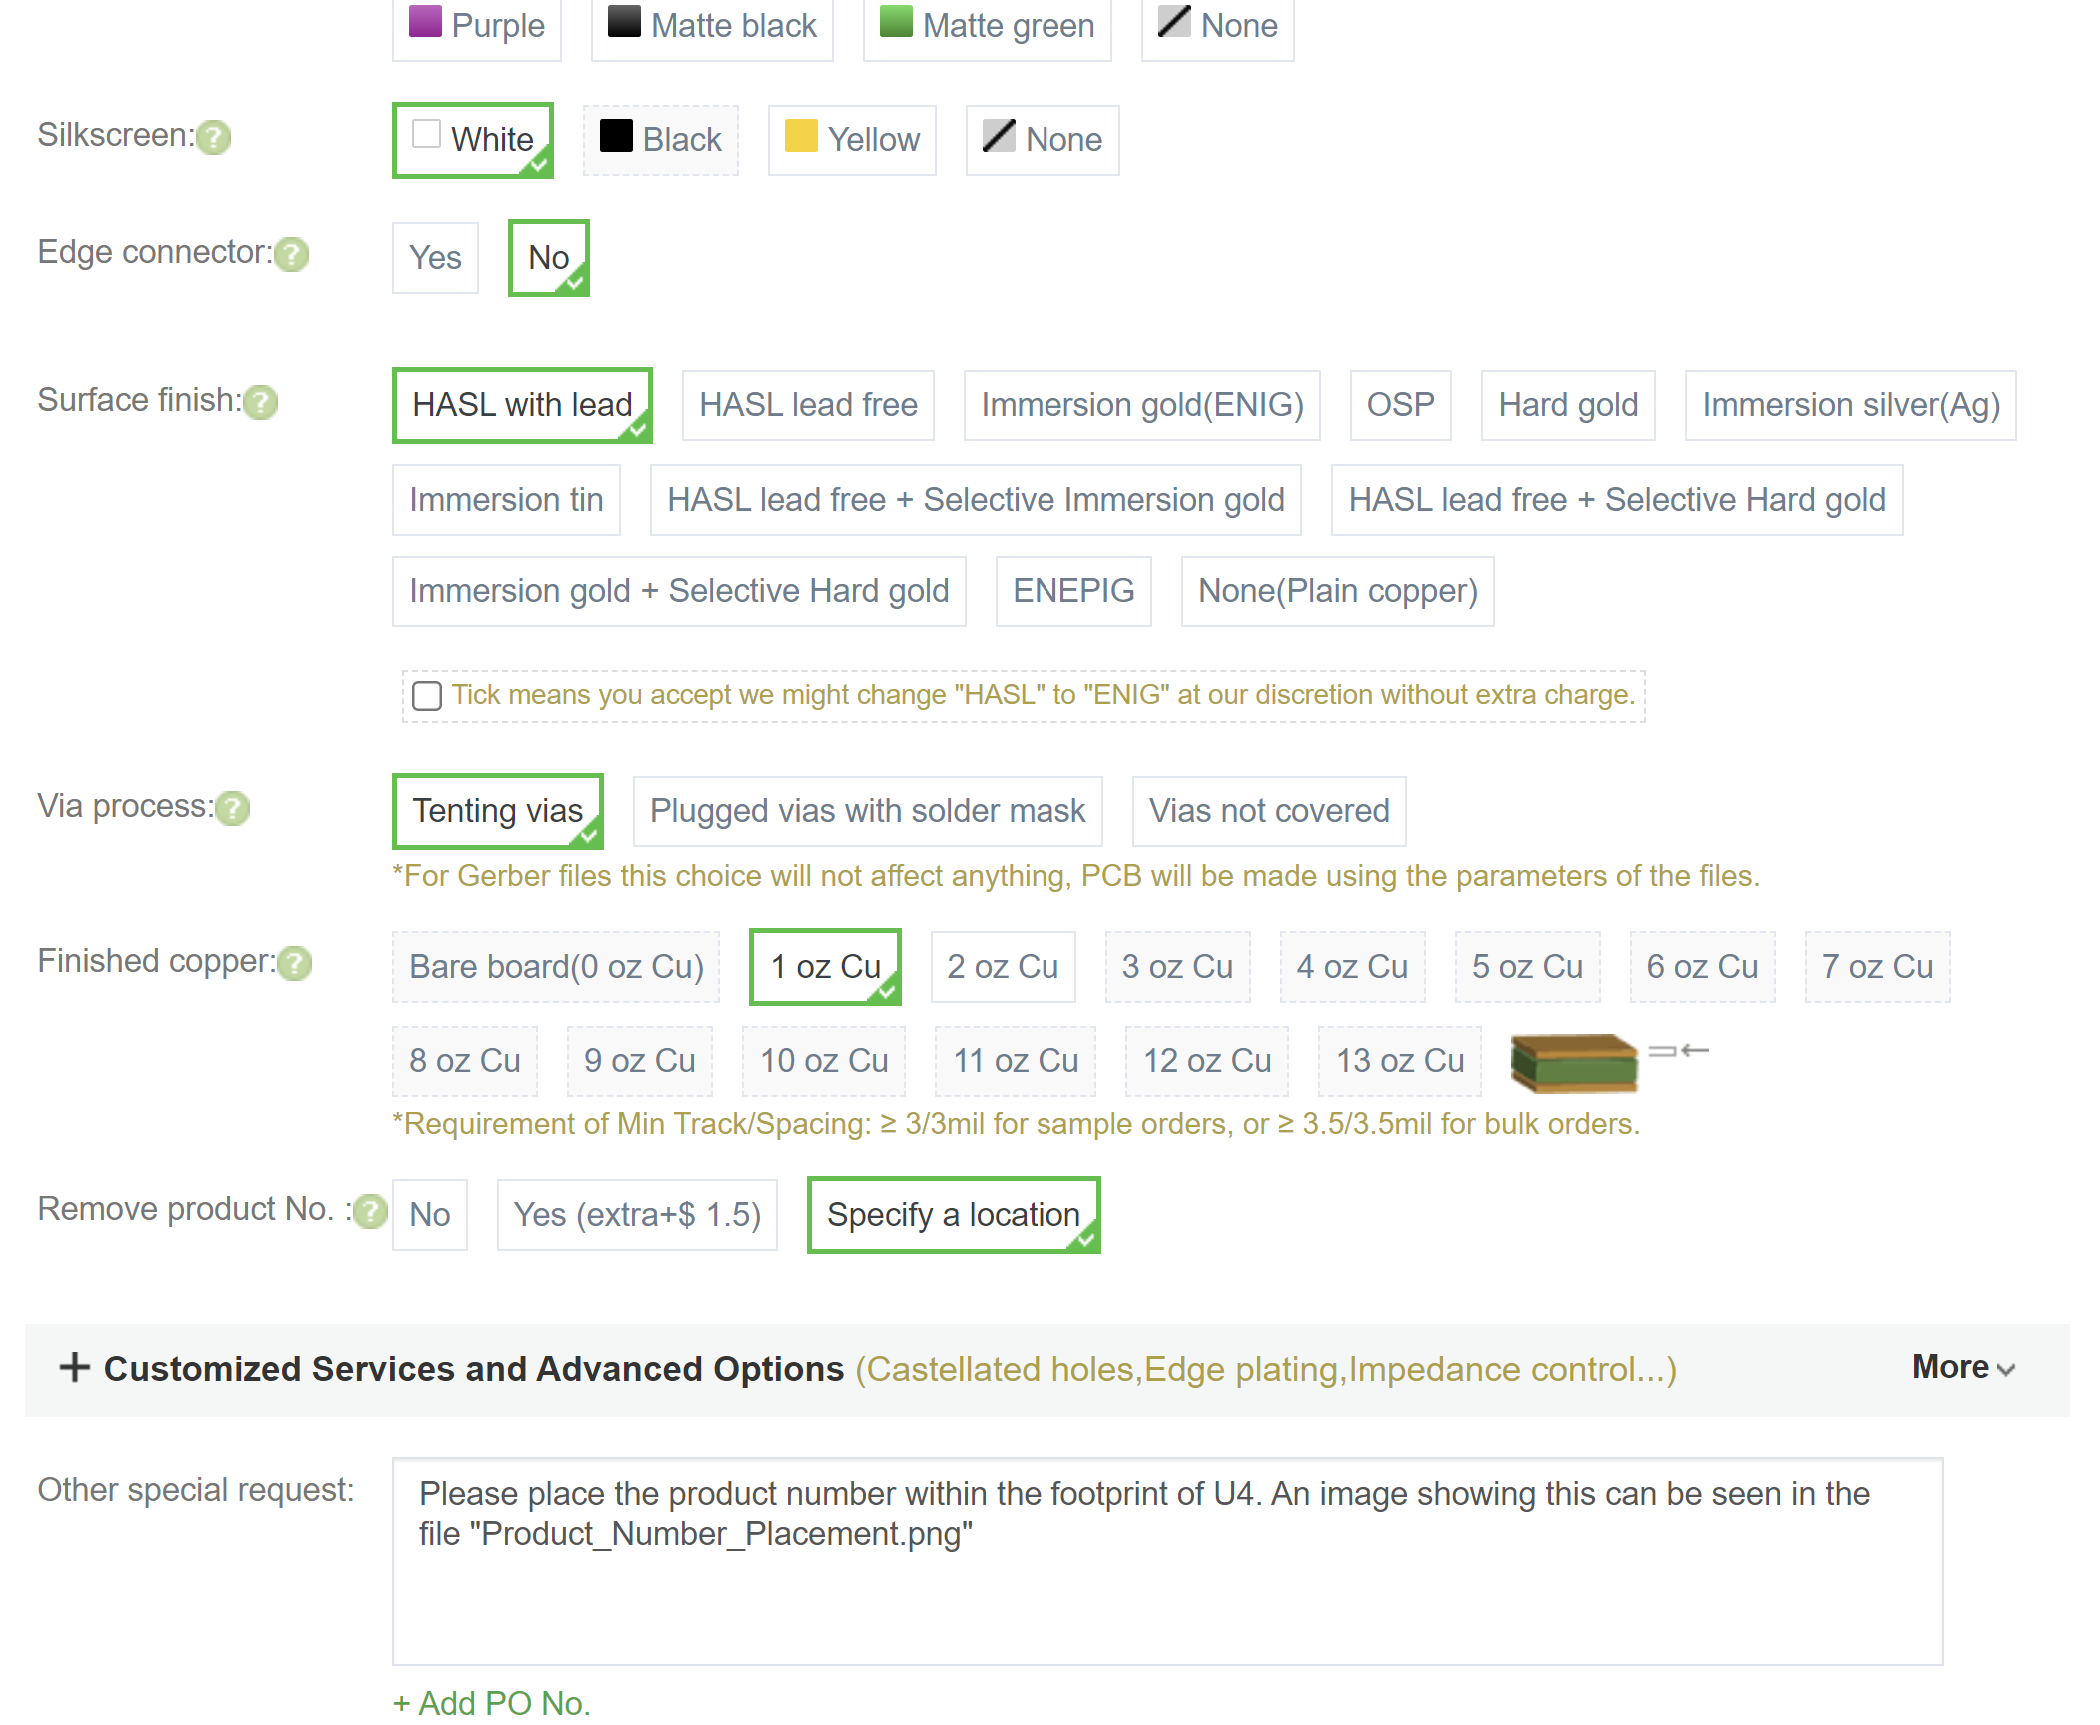 Purple Matte black Matte green None
Silkscreen:? White Black Yellow None
Edge connector:? Yes No
Surface finish:? HASL with lead HASL lead free Immersion gold(ENIG) OSP Hard gold Immersion silver(Ag)
Immersion tin HASL lead free + Selective Immersion gold HASL lead free + Selective Hard gold
Immersion gold + Selective Hard gold ENEPIG None(Plain copper)
Tick means you accept we might change "HASL" to "ENIG" at our discretion without extra charge.
Via process:? Tenting vias Plugged vias with solder mask Vias not covered
*For Gerber files this choice will not affect anything, PCB will be made using the parameters of the files.
Finished copper:? Bare board(0 oz Cu) 1 oz Cu 2 oz Cu 3 oz Cu 4 oz Cu 5 oz Cu 6 oz Cu 7 oz Cu
8 oz Cu 9 oz Cu 10 oz Cu 11 oz Cu 12 oz Cu 13 oz Cu
*Requirement of Min Track/Spacing: ≥ 3/3mil for sample orders, or ≥ 3.5/3.5mil for bulk orders.
Remove product No. :? No Yes (extra+$ 1.5) Specify a location
+ Customized Services and Advanced Options (Castellated holes,Edge plating,Impedance control...) More
Other special request: Please place the product number within the footprint of U4. An image showing this can be seen in the
file "Product_Number_Placement.png"
+ Add PO No.